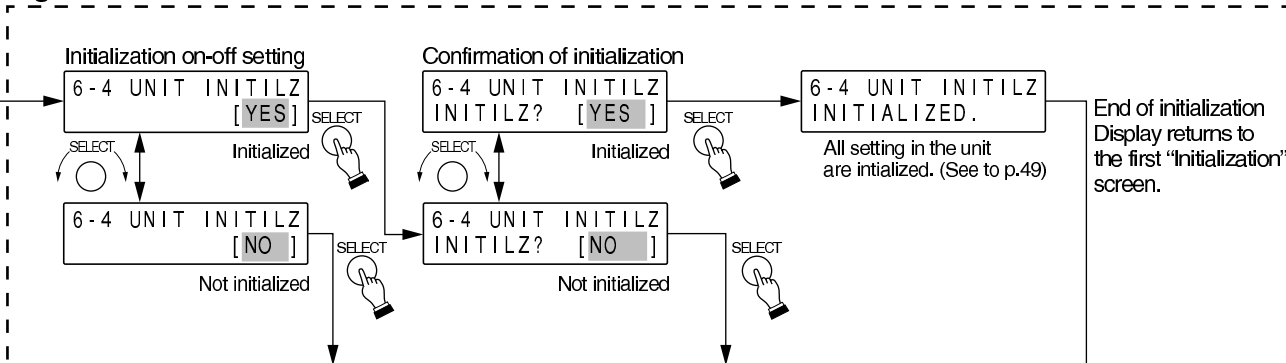 Initialization on-off setting
6-4 UNIT INITILZ
[YES]
SELECT
Initialized
SELECT
6-4 UNIT INITILZ
[NO ]
SELECT
Not initialized
Confirmation of initialization
6-4 UNIT INITILZ
INITILZ? [YES ]
SELECT
Initialized
SELECT
6-4 UNIT INITILZ
INITILZ? [NO ]
SELECT
Not initialized
6-4 UNIT INITILZ
INITIALIZED.
All setting in the unit
are intialized. (See to p.49)
End of initialization
Display returns to
the first “Initialization”
screen.